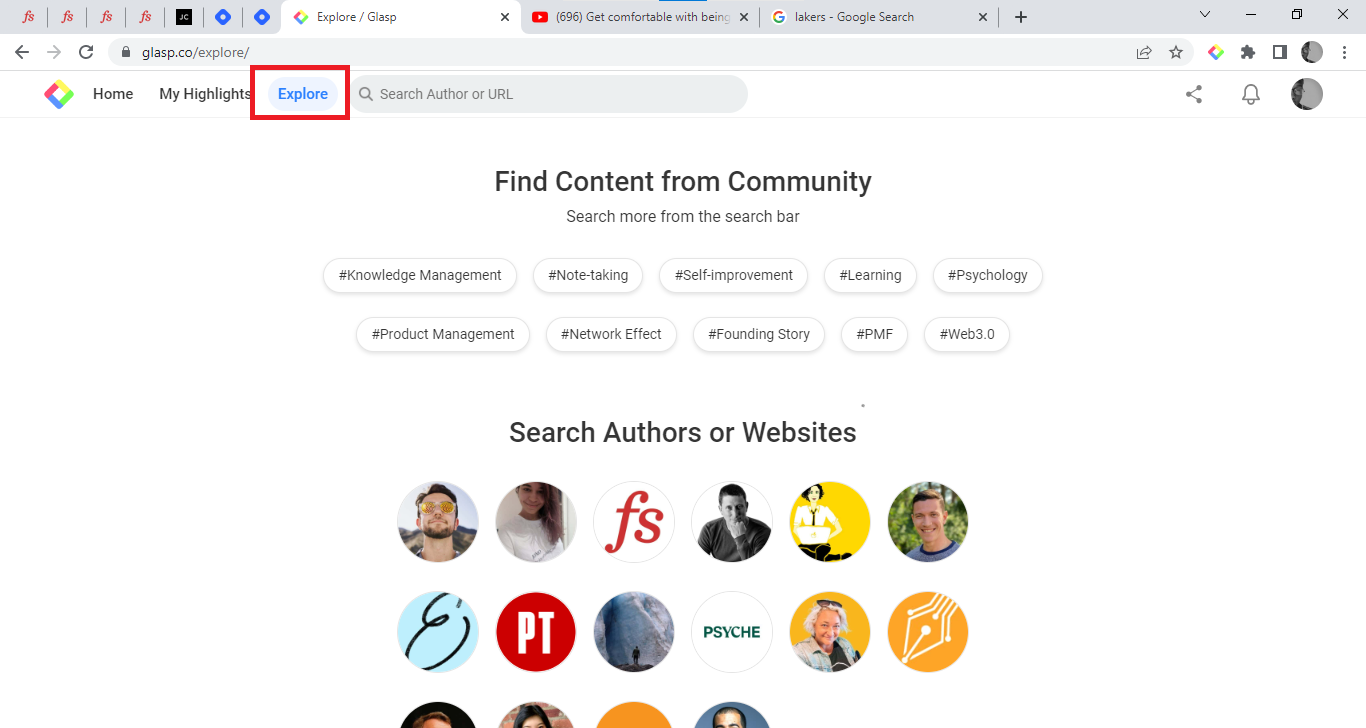 fs
fs
fs
fs
JC
Explore / Glasp
(696) Get comfortable with being
lakers - Google Search
glasp.co/explore/
Home
My Highlights
Explore
Search Author or URL
Find Content from Community
Search more from the search bar
#Knowledge Management
#Note-taking
#Self-improvement
#Learning
#Psychology
#Product Management
#Network Effect
#Founding Story
#PMF
#Web3.0
Search Authors or Websites
fs
PT
PSYCHE